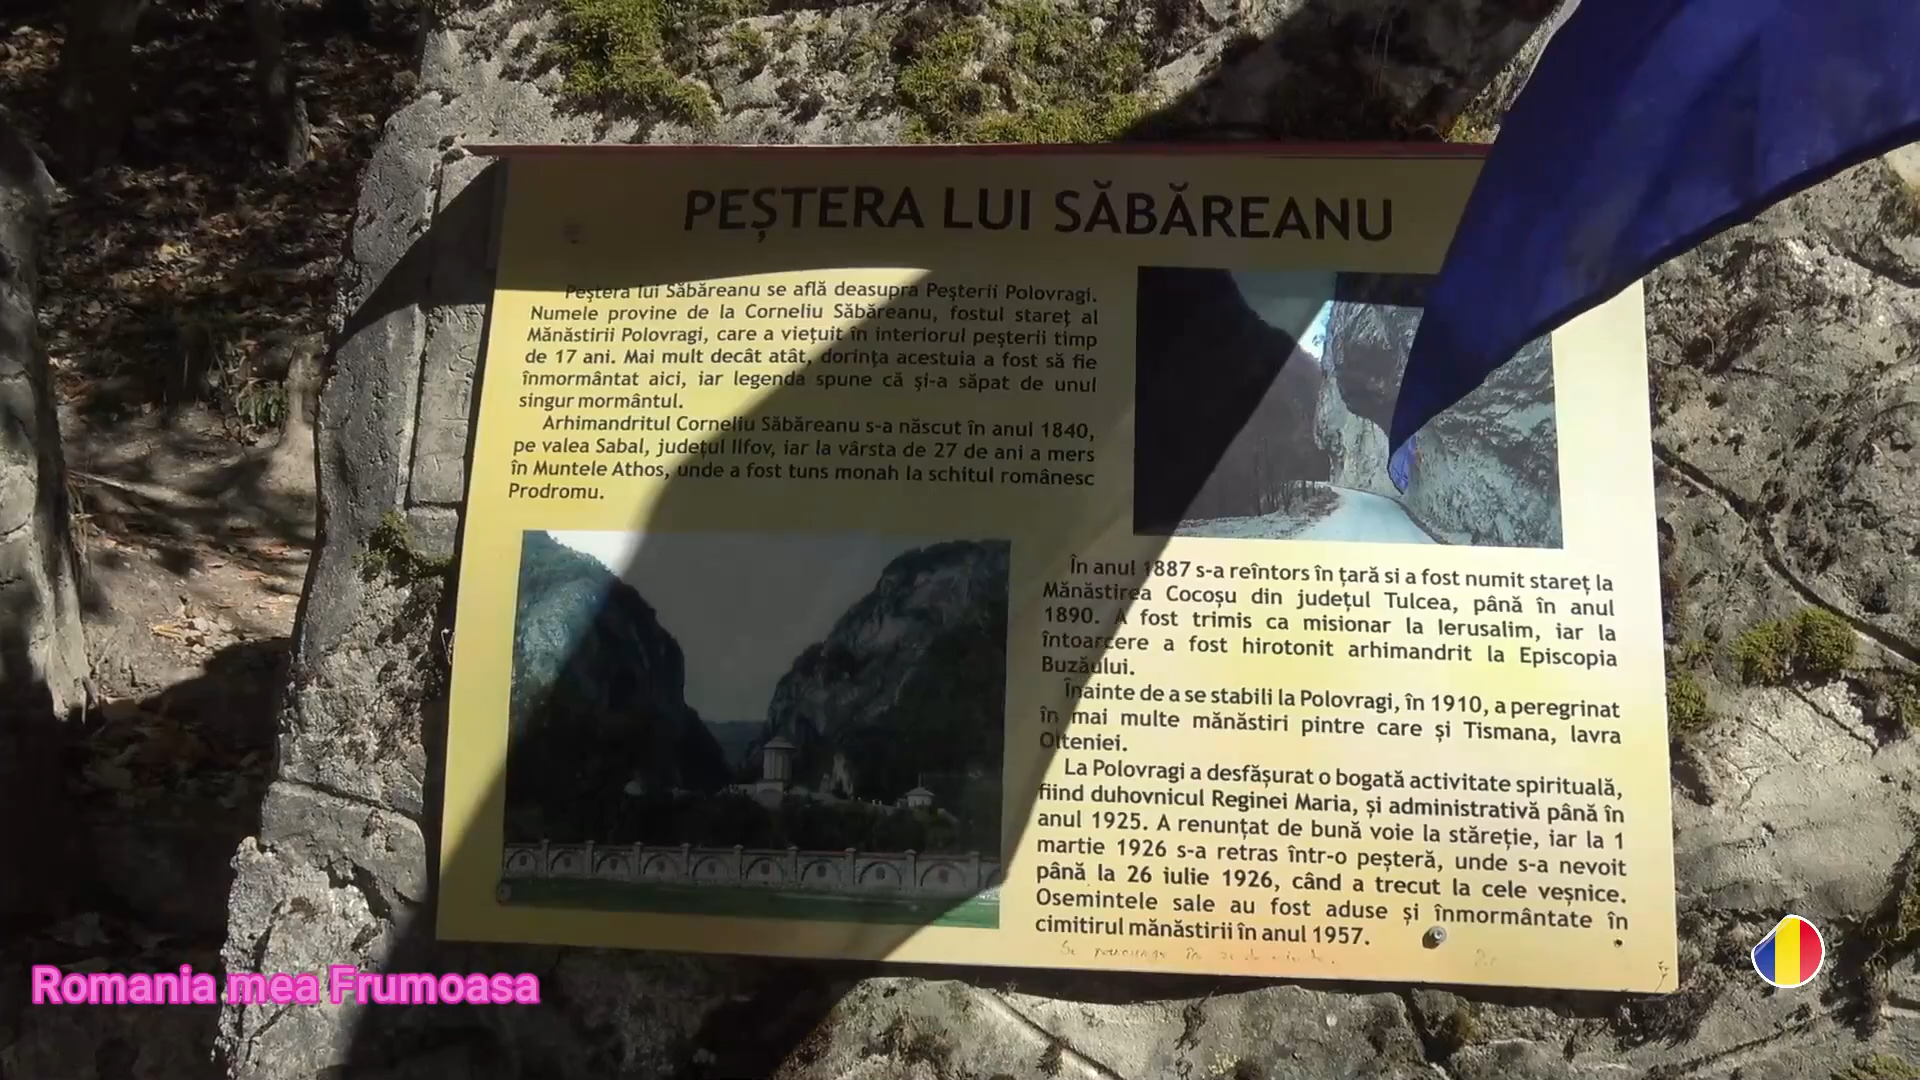 PEȘTERA LUI SĂBĂREANU
Peştera lui Săbăreanu se află deasupra Peşterii Polovragi.
Numele provine de la Corneliu Săbăreanu, fostul stareţ al
Mănăstirii Polovragi, care a vieţuit în interiorul peşterii timp
de 17 ani. Mai mult decât atât, dorinţa acestuia a fost să fie
înmormântat aici, iar legenda spune că şi-a săpat de unul
singur mormântul.
Arhimandritul Corneliu Săbăreanu s-a născut în anul 1840,
pe valea Sabal, judeţul Ilfov, iar la vârsta de 27 de ani a mers
în Muntele Athos, unde a fost tuns monah la schitul românesc
Prodromu.
În anul 1887 s-a reîntors în ţară si a fost numit stareţ la
Mănăstirea Cocoşu din judeţul Tulcea, până în anul
1890. A fost trimis ca misionar la Ierusalim, iar la
întoarcere a fost hirotonit arhimandrit la Episcopia
Buzăului.
Înainte de a se stabili la Polovragi, în 1910, a peregrinat
în mai multe mănăstiri pintre care și Tismana, lavra
Olteniei.
La Polovragi a desfășurat o bogată activitate spirituală,
fiind duhovnicul Reginei Maria, și administrativă până în
anul 1925. A renunțat de bună voie la stăreție, iar la 1
martie 1926 s-a retras într-o peșteră, unde s-a nevoit
până la 26 iulie 1926, când a trecut la cele veșnice.
Osemintele sale au fost aduse și înmormântate în
cimitirul mănăstirii în anul 1957.
Romania mea Frumoasa